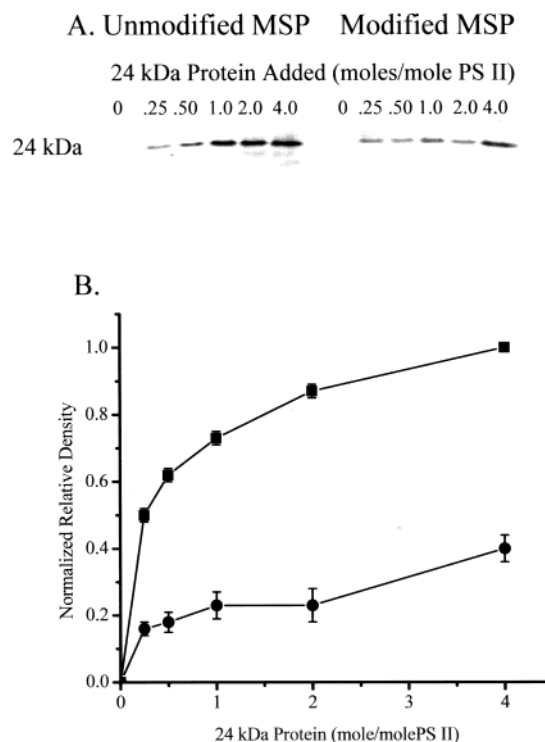 A. Unmodified MSP Modified MSP
24 kDa Protein Added (moles/mole PS II)
0 .25 .50 1.0 2.0 4.0 0 .25 .50 1.0 2.0 4.0
24 kDa
B.
Normalized Relative Density
1.0
0.8
0.6
0.4
0.2
0.0
0 1 2 3 4
24 kDa Protein (mole/molePS II)